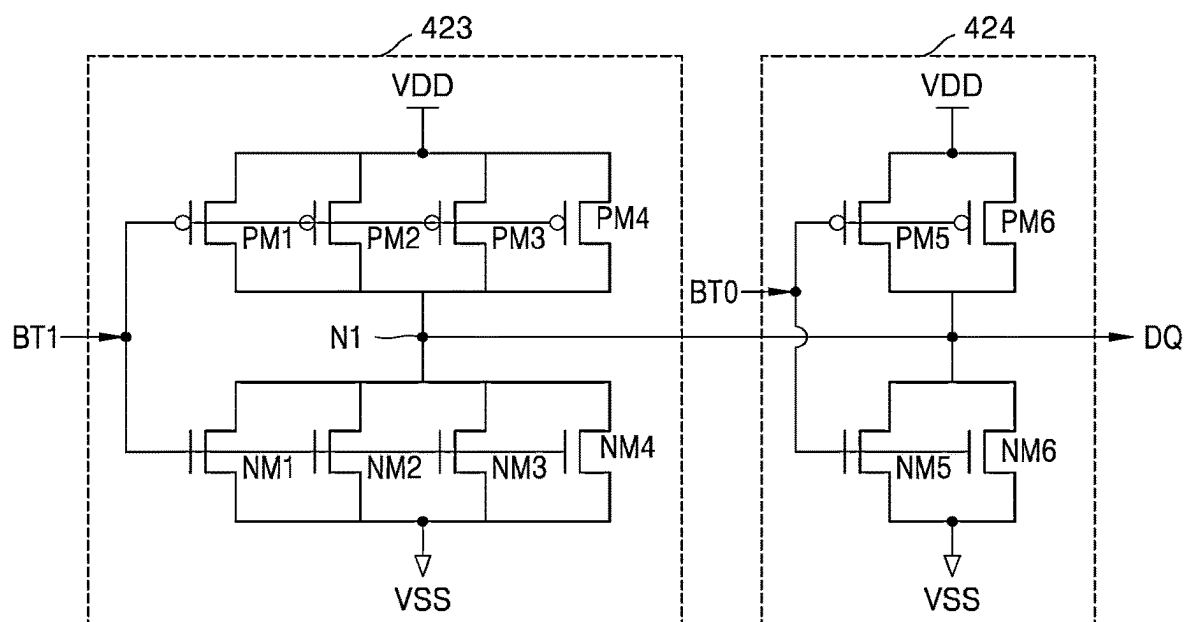 423
424
VDD
VDD
PM1
PM2
PM3
PM4
PM5
PM6
BT0
BT1
N1
DQ
NM1
NM2
NM3
NM4
NM5
NM6
VSS
VSS